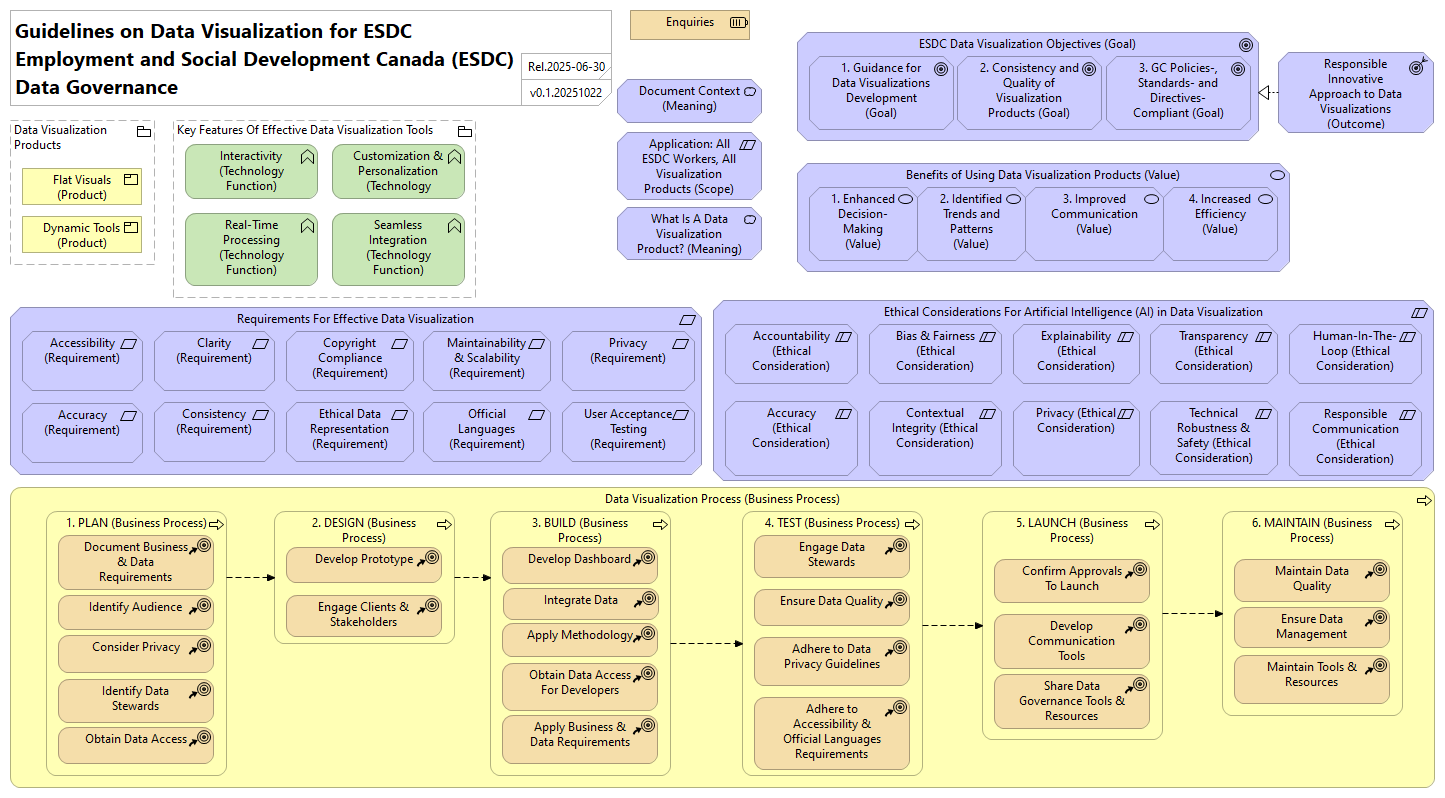 Guidelines on Data Visualization for ESDC
Employment and Social Development Canada (ESDC)
Data Governance
Rel.2025-06-30
v0.1.20251022
Enquiries
Document Context
(Meaning)
Application: All
ESDC Workers, All
Visualization
Products (Scope)
What Is A Data
Visualization
Product? (Meaning)
ESDC Data Visualization Objectives (Goal)
1. Guidance for
Data Visualizations
Development
(Goal)
2. Consistency and
Quality of
Visualization
Products (Goal)
3. GC Policies-,
Standards- and
Directives-
Compliant (Goal)
Responsible
Innovative
Approach to Data
Visualizations
(Outcome)
Benefits of Using Data Visualization Products (Value)
1. Enhanced
Decision-
Making
(Value)
2. Identified
Trends and
Patterns
(Value)
3. Improved
Communication
(Value)
4. Increased
Efficiency
(Value)
Data Visualization
Products
Flat Visuals
(Product)
Dynamic Tools
(Product)
Key Features Of Effective Data Visualization Tools
Interactivity
(Technology
Function)
Customization &
Personalization
(Technology
Real-Time
Processing
(Technology
Function)
Seamless
Integration
(Technology
Function)
Requirements For Effective Data Visualization
Accessibility
(Requirement)
Clarity
(Requirement)
Copyright
Compliance
(Requirement)
Maintainability
& Scalability
(Requirement)
Privacy
(Requirement)
Accuracy
(Requirement)
Consistency
(Requirement)
Ethical Data
Representation
(Requirement)
Official
Languages
(Requirement)
User Acceptance
Testing
(Requirement)
Ethical Considerations For Artificial Intelligence (AI) in Data Visualization
Accountability
(Ethical
Consideration)
Bias & Fairness
(Ethical
Consideration)
Explainability
(Ethical
Consideration)
Transparency
(Ethical
Consideration)
Human-In-The-
Loop (Ethical
Consideration)
Accuracy
(Ethical
Consideration)
Contextual
Integrity (Ethical
Consideration)
Privacy (Ethical
Consideration)
Technical
Robustness &
Safety (Ethical
Consideration)
Responsible
Communication
(Ethical
Consideration)
Data Visualization Process (Business Process)
1. PLAN (Business Process)
Document Business
& Data
Requirements
Identify Audience
Consider Privacy
Identify Data
Stewards
Obtain Data Access
2. DESIGN (Business
Process)
Develop Prototype
Engage Clients &
Stakeholders
3. BUILD (Business
Process)
Develop Dashboard
Integrate Data
Apply Methodology
Obtain Data Access
For Developers
Apply Business &
Data Requirements
4. TEST (Business Process)
Engage Data
Stewards
Ensure Data Quality
Adhere to Data
Privacy Guidelines
Adhere to
Accessibility &
Official Languages
Requirements
5. LAUNCH (Business
Process)
Confirm Approvals
To Launch
Develop
Communication
Tools
Share Data
Governance Tools &
Resources
6. MAINTAIN (Business
Process)
Maintain Data
Quality
Ensure Data
Management
Maintain Tools &
Resources